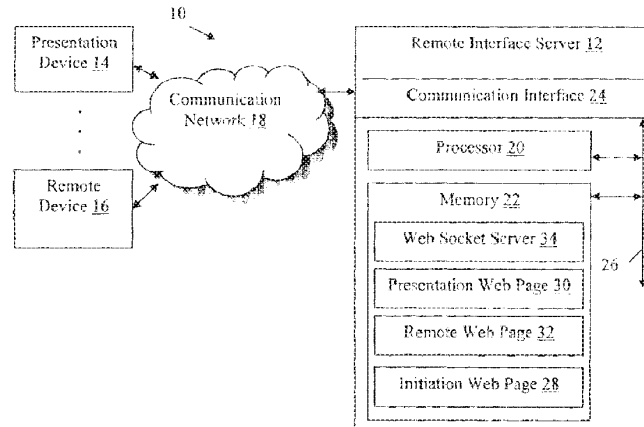 10
Presentation
Device 14
Communication
Network 18
Remote
Device 16
Remote Interface Server 12
Communication Interface 24
Processor 20
Memory 22
Web Socket Server 34
Presentation Web Page 30
Remote Web Page 32
Initiation Web Page 28
26